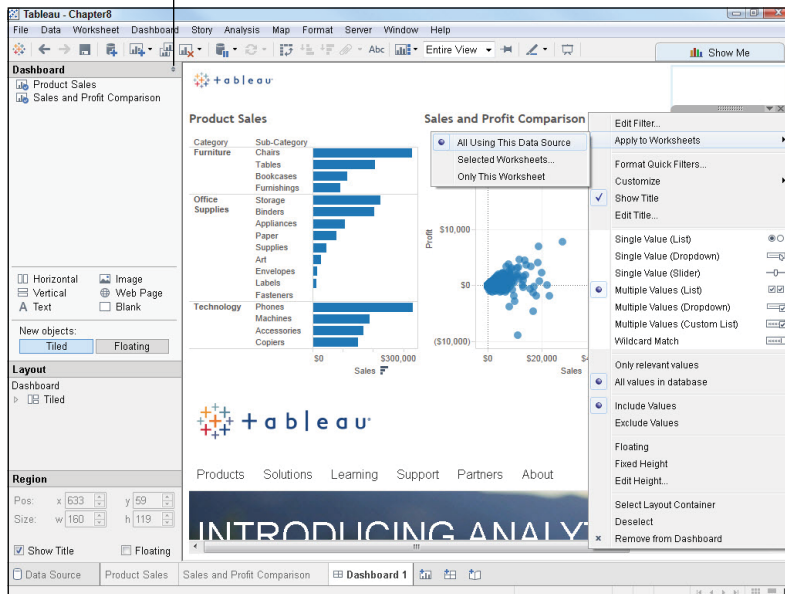 Tableau - Chapter8
File Data Worksheet Dashboard Story Analysis Map Format Server Window Help
Abc Entire View Show Me
Dashboard
Product Sales
Sales and Profit Comparison
Horizontal Image
Vertical Web Page
A Text Blank
New objects:
Tiled Floating
Layout
Dashboard
Tiled
Region
Pos: x 633 y 59
Size: w 160 h 119
Show Title Floating
+ a b l e a u
Product Sales
Category Sub-Category
Furniture Chairs
Tables
Bookcases
Furnishings
Office Supplies Storage
Binders
Appliances
Paper
Supplies
Art
Envelopes
Labels
Fasteners
Technology Phones
Machines
Accessories
Copiers
$0 $300,000
Sales
Sales and Profit Comparison
Profit
$10,000
$0
($10,000)
$0 $20,000 $4
Sales
All Using This Data Source
Selected Worksheets...
Only This Worksheet
Edit Filter...
Apply to Worksheets
Format Quick Filters...
Customize
Show Title
Edit Title...
Single Value (List)
Single Value (Dropdown)
Single Value (Slider)
Multiple Values (List)
Multiple Values (Dropdown)
Multiple Values (Custom List)
Wildcard Match
Only relevant values
All values in database
Include Values
Exclude Values
Floating
Fixed Height
Edit Height...
Select Layout Container
Deselect
Remove from Dashboard
+ a b l e a u
Products Solutions Learning Support Partners About
INTRODUCING ANALYT
Data Source Product Sales Sales and Profit Comparison Dashboard 1